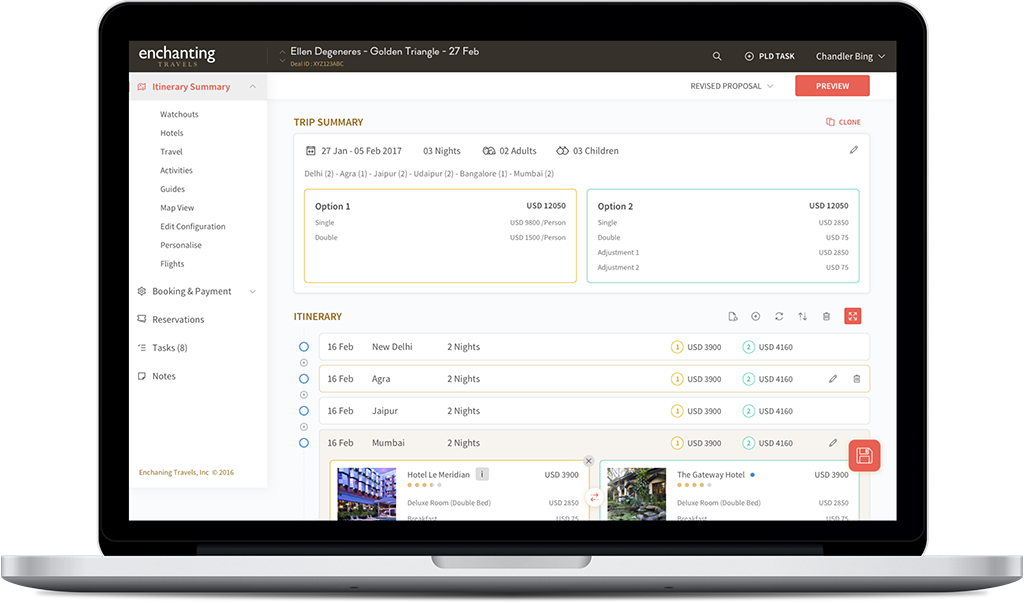 enchanting
TRAVELS
Ellen Degeneres - Golden Triangle - 27 Feb
Deal ID : XYZ123ABC
PLD TASK
Chandler Bing
Itinerary Summary
Watchouts
Hotels
Travel
Activities
Guides
Map View
Edit Configuration
Personalise
Flights
Booking & Payment
Reservations
Tasks (8)
Notes
Enchaning Travels, Inc © 2016
REVISED PROPOSAL
PREVIEW
TRIP SUMMARY
CLONE
27 Jan - 05 Feb 2017 03 Nights 02 Adults 03 Children
Delhi (2) - Agra (1) - Jaipur (2) - Udaipur (2) - Bangalore (1) - Mumbai (2)
Option 1 USD 12050
Single USD 9800 /Person
Double USD 1500 /Person
Option 2 USD 12050
Single USD 2850
Double USD 75
Adjustment 1 USD 2850
Adjustment 2 USD 75
ITINERARY
16 Feb New Delhi 2 Nights 1 USD 3900 2 USD 4160
16 Feb Agra 2 Nights 1 USD 3900 2 USD 4160
16 Feb Jaipur 2 Nights 1 USD 3900 2 USD 4160
16 Feb Mumbai 2 Nights 1 USD 3900 2 USD 4160
Hotel Le Meridian i USD 3900
Deluxe Room (Double Bed) USD 2850
Breakfast USD 75
The Gateway Hotel USD 3900
Deluxe Room (Double Bed) USD 2850
Breakfast USD 75